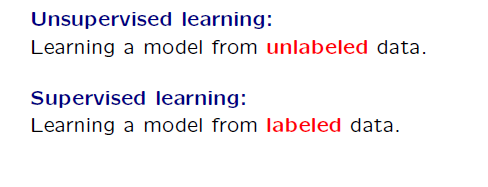 Unsupervised learning:
Learning a model from unlabeled data.
Supervised learning:
Learning a model from labeled data.